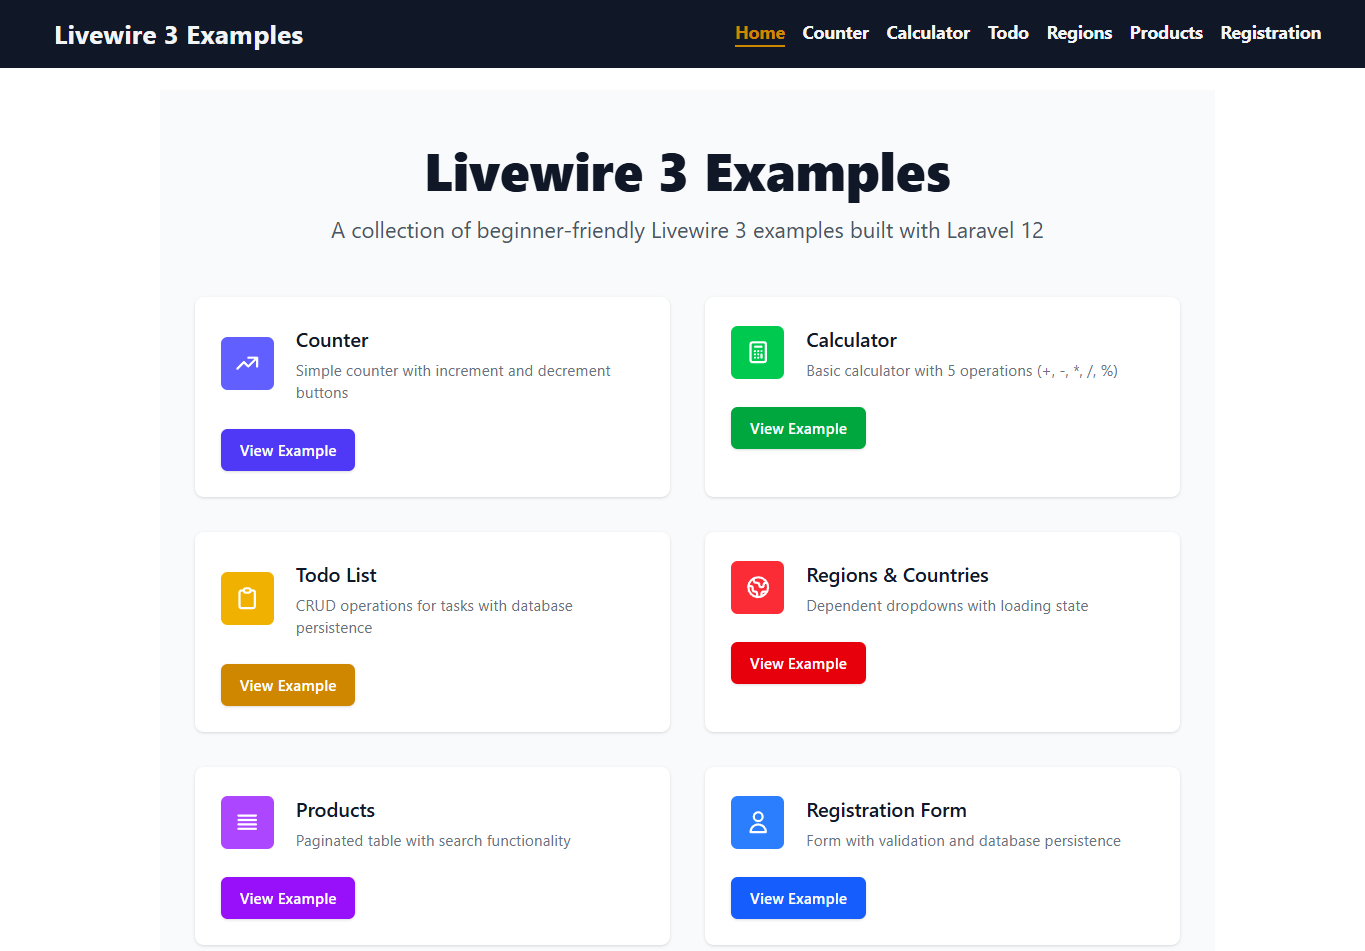 Livewire 3 Examples
Home Counter Calculator Todo Regions Products Registration
Livewire 3 Examples
A collection of beginner-friendly Livewire 3 examples built with Laravel 12
Counter
Simple counter with increment and decrement
buttons
View Example
Calculator
Basic calculator with 5 operations (+, -, *, /, %)
View Example
Todo List
CRUD operations for tasks with database
persistence
View Example
Regions & Countries
Dependent dropdowns with loading state
View Example
Products
Paginated table with search functionality
View Example
Registration Form
Form with validation and database persistence
View Example